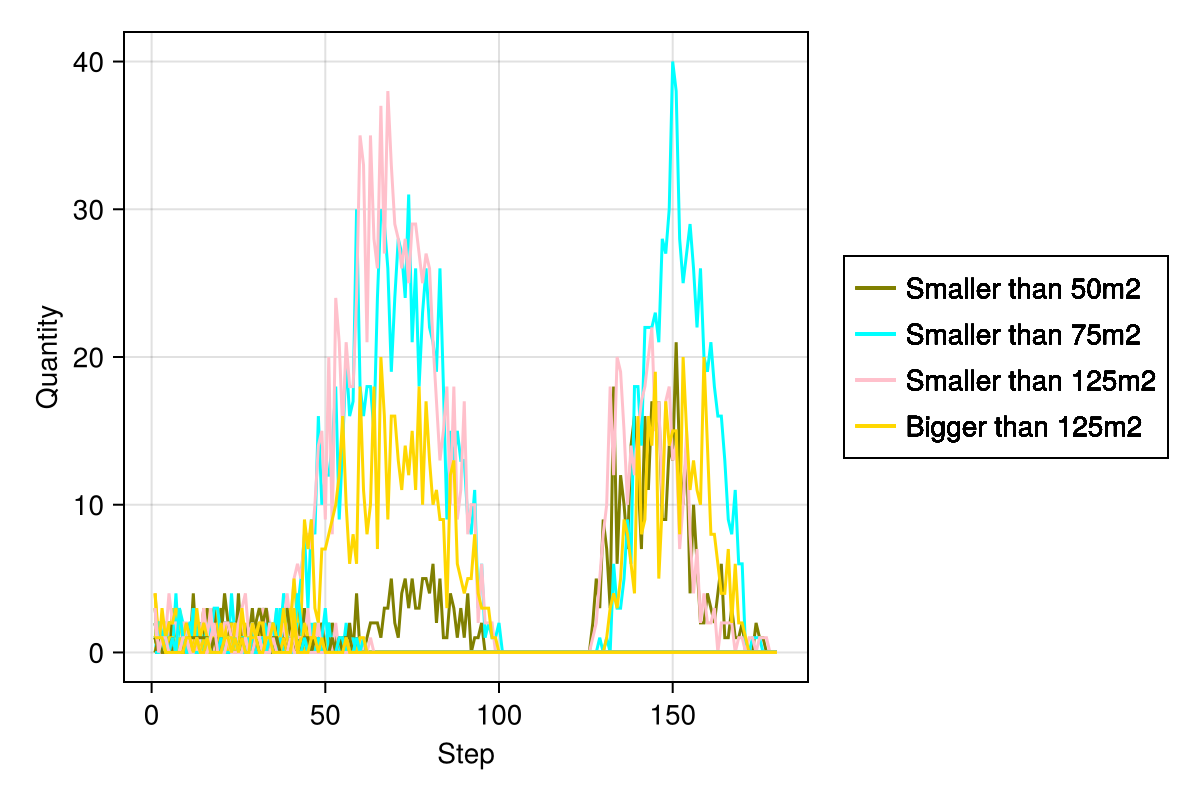 40
30
20
10
0
Quantity
0 50 100 150
Step
Smaller than 50m2
Smaller than 75m2
Smaller than 125m2
Bigger than 125m2